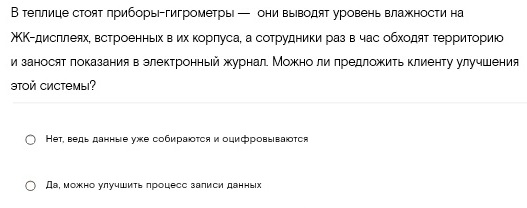 В теплице стоят приборы-гигрометры — они выводят уровень влажности на
ЖК-дисплеях, встроенных в их корпуса, а сотрудники раз в час обходят территорию
и заносят показания в электронный журнал. Можно ли предложить клиенту улучшения
этой системы?
Нет, ведь данные уже собираются и оцифровываются
Да, можно улучшить процесс записи данных